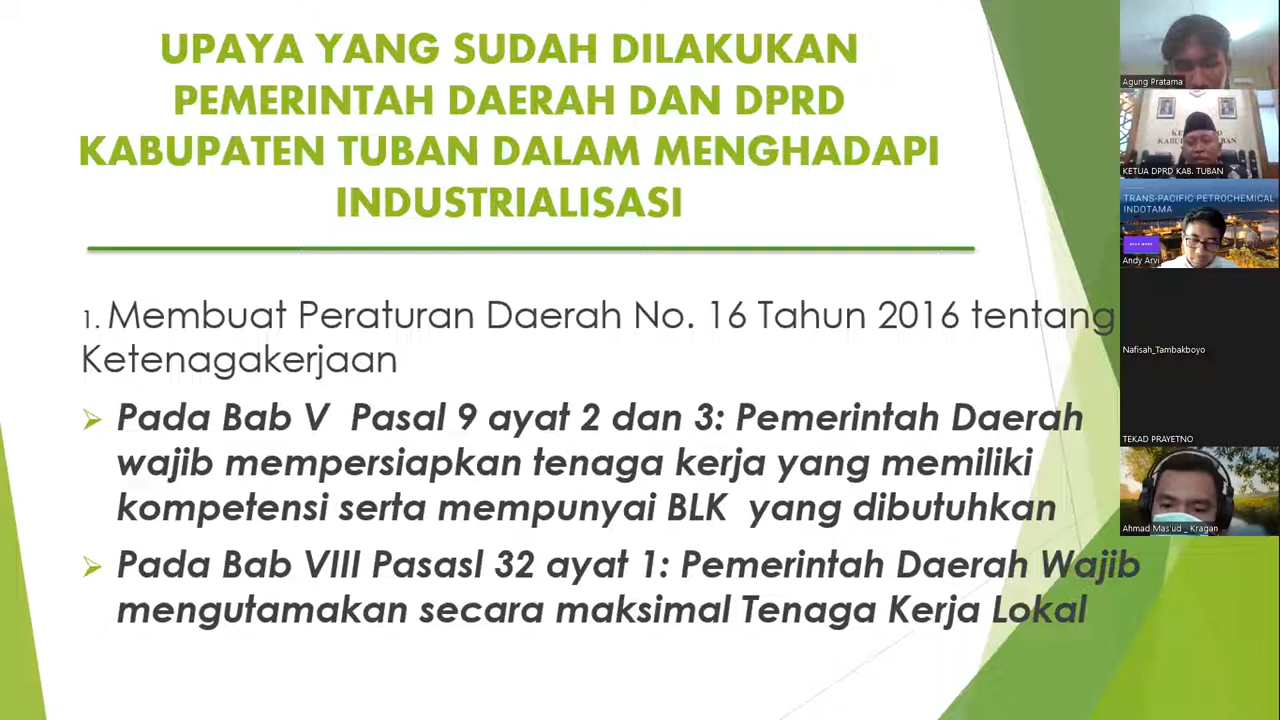 UPAYA YANG SUDAH DILAKUKAN
PEMERINTAH DAERAH DAN DPRD
KABUPATEN TUBAN DALAM MENGHADAPI
INDUSTRIALISASI
1. Membuat Peraturan Daerah No. 16 Tahun 2016 tentang
Ketenagakerjaan
Pada Bab V Pasal 9 ayat 2 dan 3: Pemerintah Daerah
wajib mempersiapkan tenaga kerja yang memiliki
kompetensi serta mempunyai BLK yang dibutuhkan
Pada Bab VIII Pasasl 32 ayat 1: Pemerintah Daerah Wajib
mengutamakan secara maksimal Tenaga Kerja Lokal
Agung Pratama
KETUA DPRD KAB. TUBAN
TRANS-PACIFIC PETROCHEMICAL
INDOTAMA
Andy Arvi
Nafisah_Tambakboyo
TEKAD PRAYETNO
Ahmad Mas'ud _ Kragan